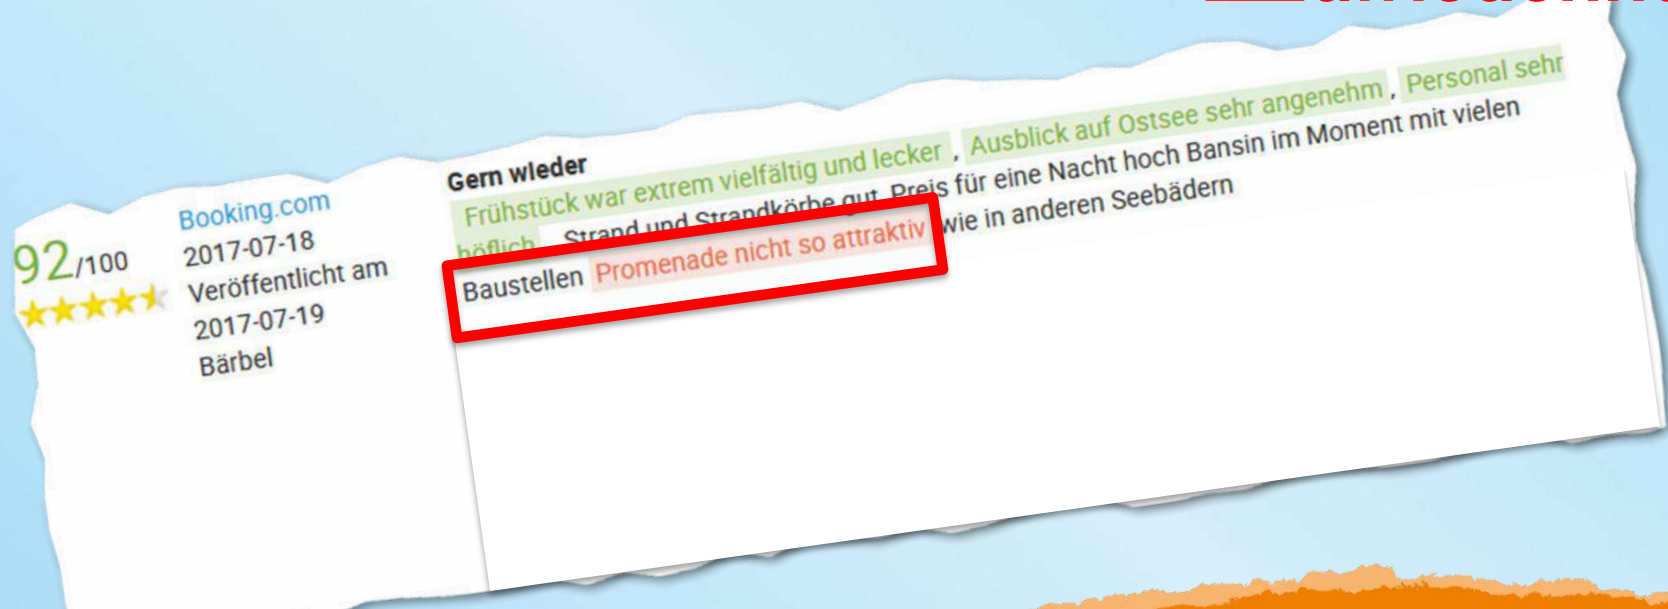 92/100
Booking.com
2017-07-18
Veröffentlicht am
2017-07-19
Bärbel
Gern wieder
Frühstück war extrem vielfältig und lecker , Ausblick auf Ostsee sehr angenehm , Personal sehr
höflich Strand und Strandkörbe gut Preis für eine Nacht hoch Bansin im Moment mit vielen
Baustellen Promenade nicht so attraktiv wie in anderen Seebädern